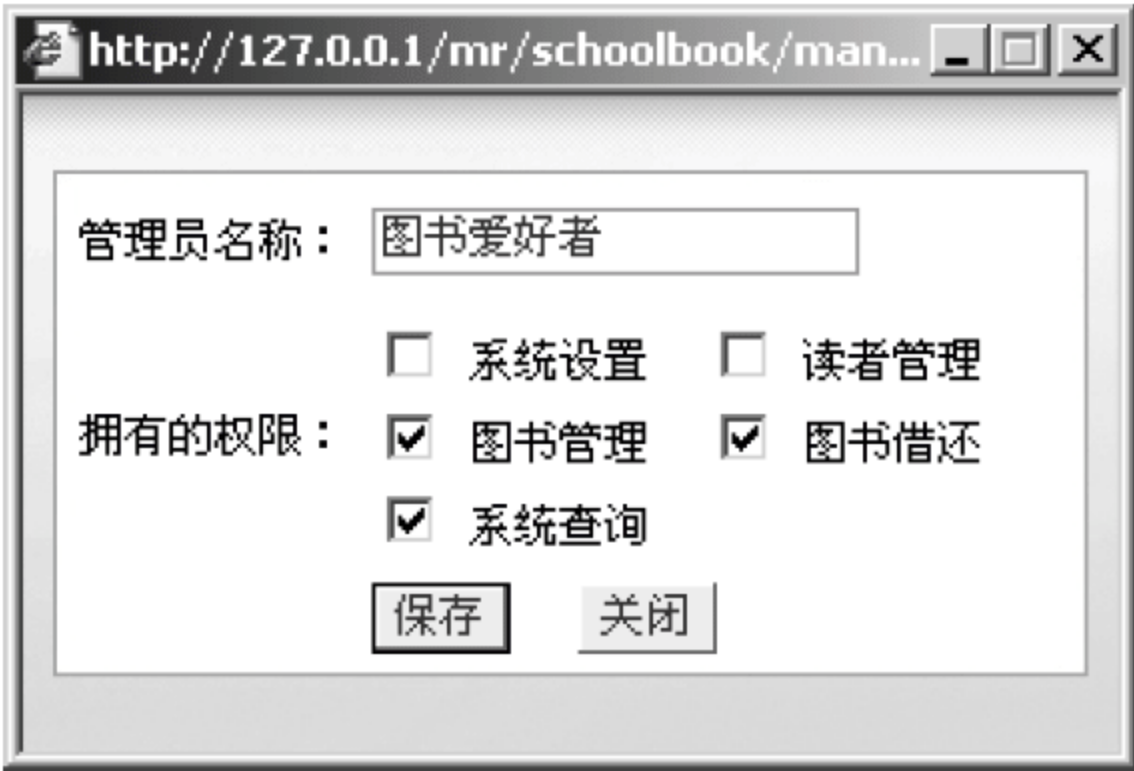 http://127.0.0.1/mr/schoolbook/man...
管理员名称： 图书爱好者
系统设置 读者管理
拥有的权限： 图书管理 图书借还
系统查询
保存 关闭